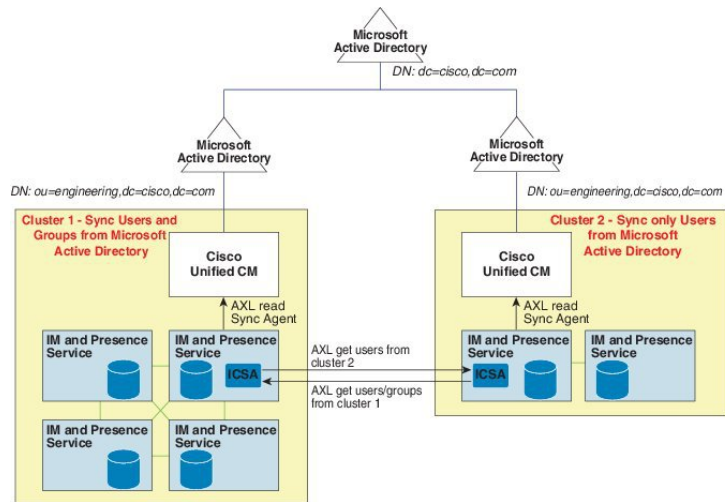 Microsoft
Active Directory
DN: dc=cisco,dc=com
Microsoft
Active Directory
DN: ou=engineering,dc=cisco,dc=com
Microsoft
Active Directory
DN: ou=engineering,dc=cisco,dc=com
Cluster 1 - Sync Users and
Groups from Microsoft
Active Directory
Cisco
Unified CM
AXL read
Sync Agent
IM and Presence
Service
IM and Presence
Service
ICSA
IM and Presence
Service
IM and Presence
Service
AXL get users from
cluster 2
AXL get users/groups
from cluster 1
Cluster 2 - Sync only Users
from Microsoft
Active Directory
Cisco
Unified CM
AXL read
Sync Agent
IM and Presence
Service
ICSA
IM and Presence
Service